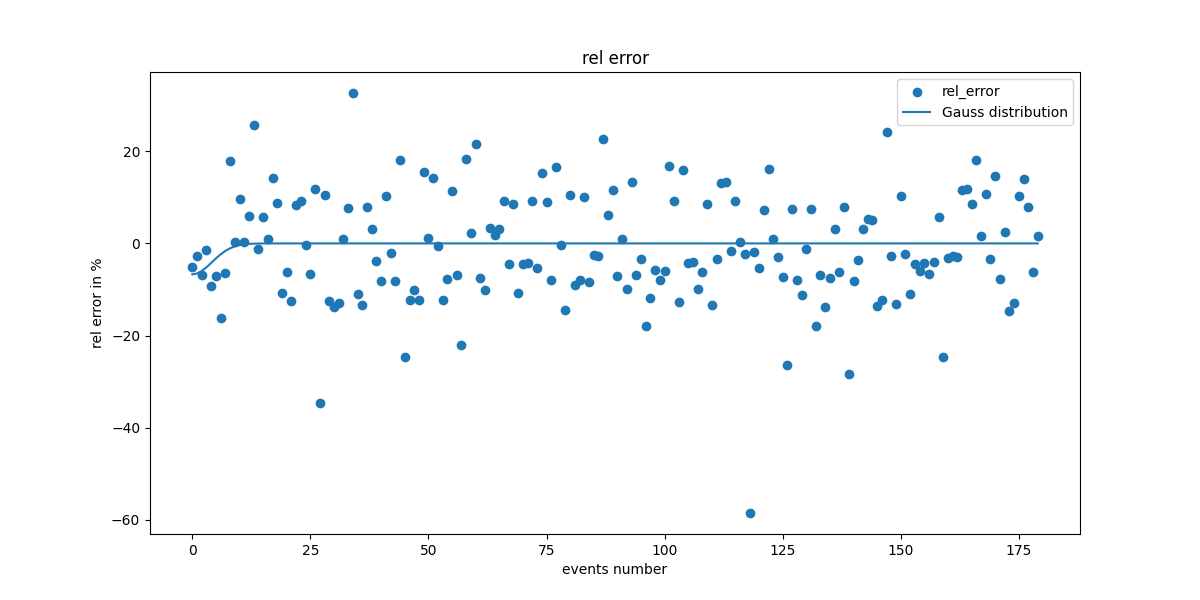 rel error
rel_error
Gauss distribution
20
0
−20
−40
−60
rel error in %
0 25 50 75 100 125 150 175
events number